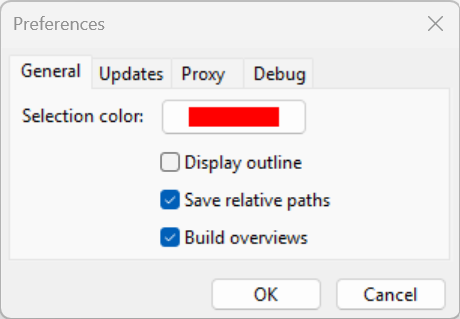 Preferences
General Updates Proxy Debug
Selection color:
Display outline
Save relative paths
Build overviews
OK Cancel